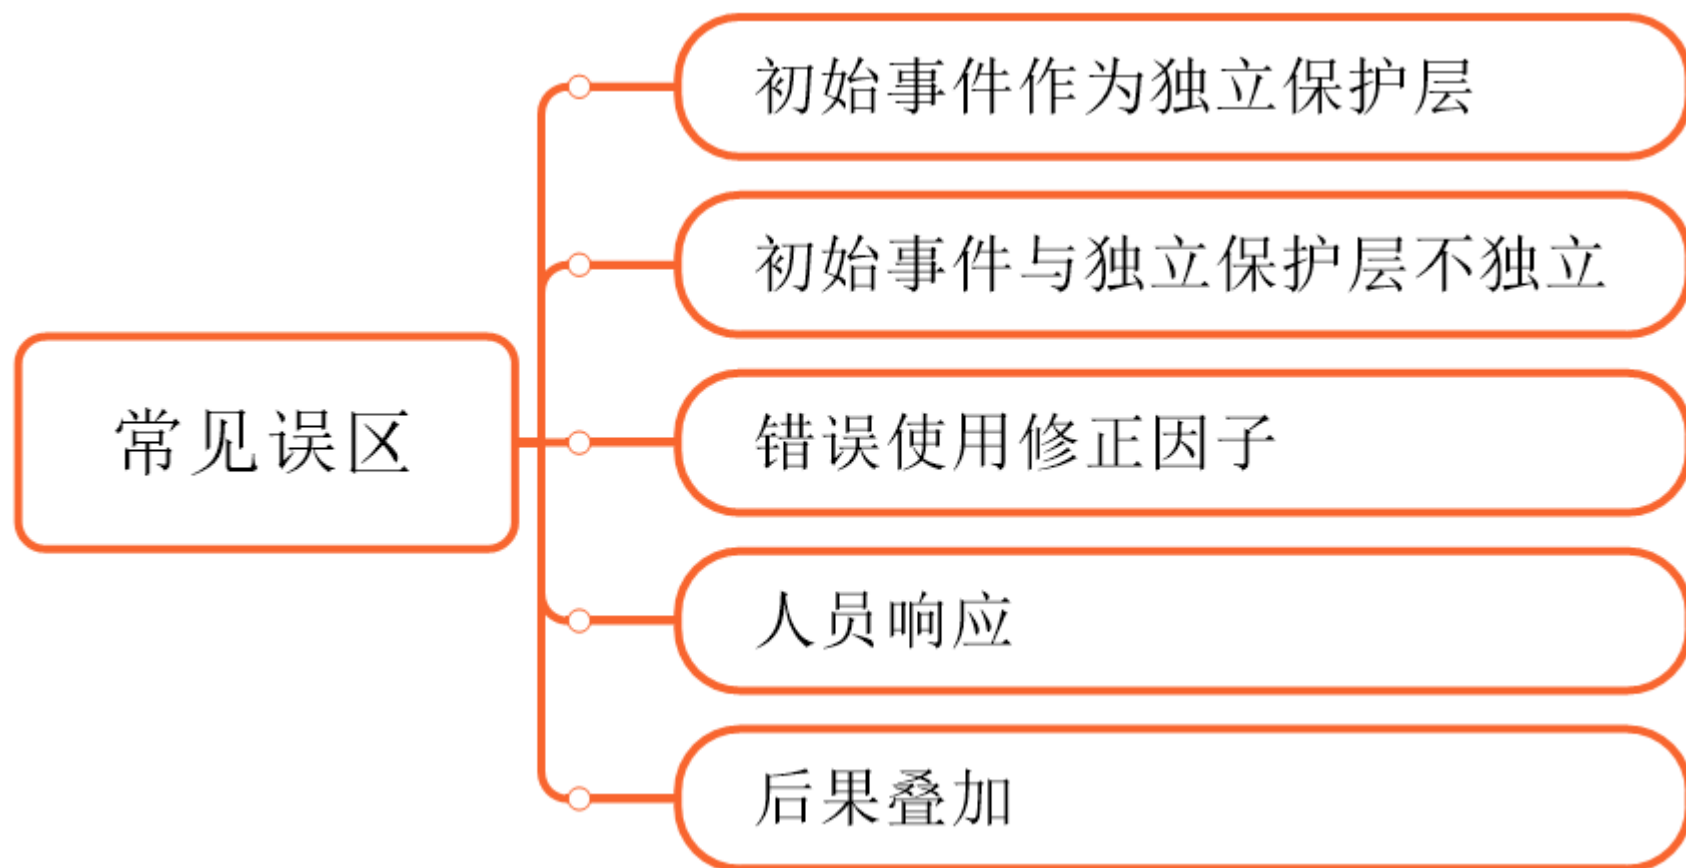 常见误区
初始事件作为独立保护层
初始事件与独立保护层不独立
错误使用修正因子
人员响应
后果叠加